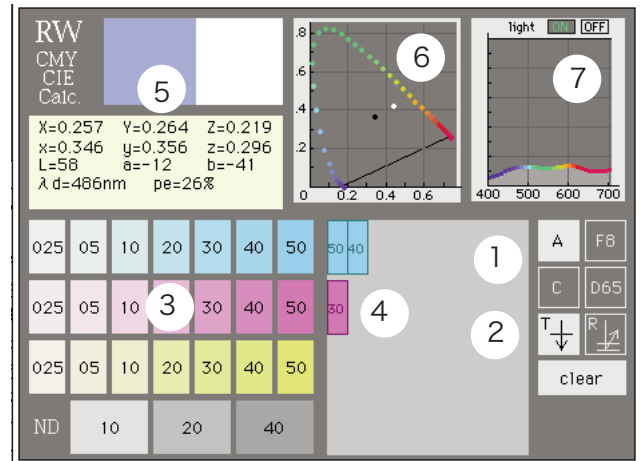 RW
CMY
CIE
Calc.
5
X=0.257 Y=0.264 Z=0.219
x=0.346 y=0.356 z=0.296
L=58 a=-12 b=-41
λ d=486nm pe=26%
.8
.6
.4
.2
0 0.2 0.4 0.6
6
light ON OFF
7
400 500 600 700
025 05 10 20 30 40 50
025 05 10 3 30 40 50
025 05 10 20 30 40 50
ND 10 20 40
50 40
30
4
1
2
A F8
C D65
T R
clear